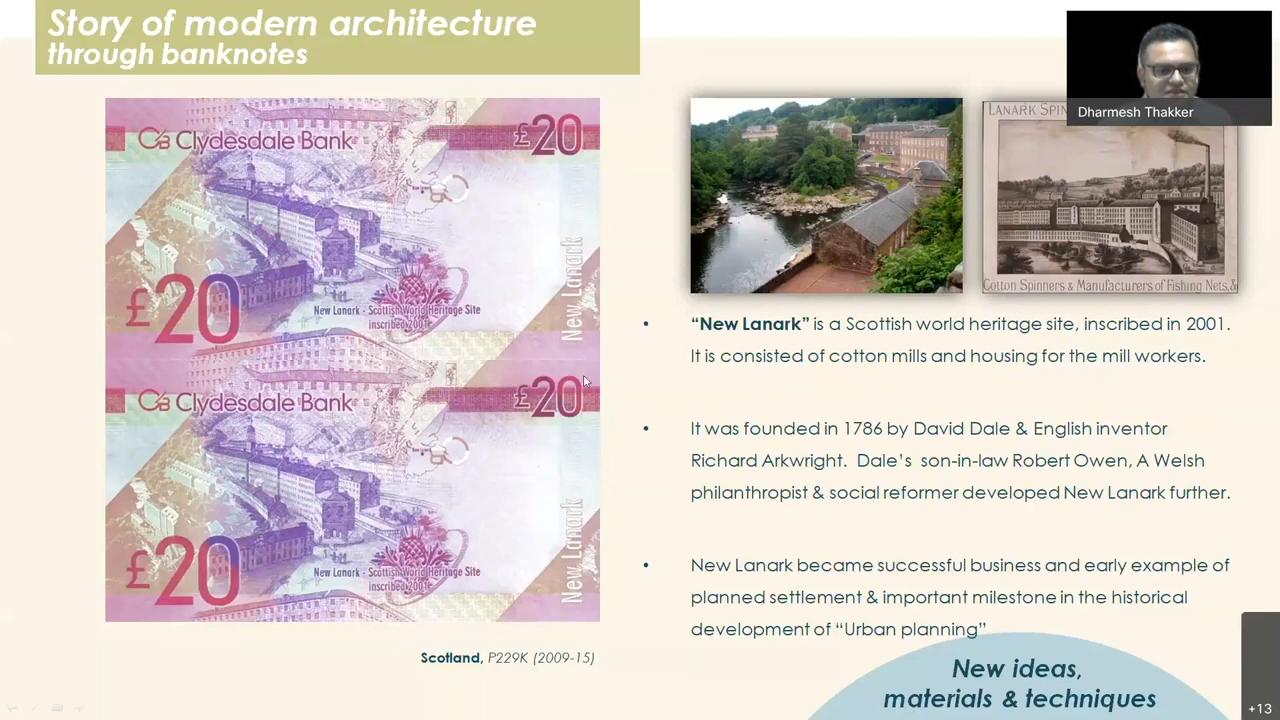 Story of modern architecture
through banknotes
Clydesdale Bank
£20
£20
New Lanark - Scottish World Heritage Site
inscribed 2001
New Lanark
Clydesdale Bank
£20
£20
New Lanark - Scottish World Heritage Site
inscribed 2001
New Lanark
Scotland, P229K (2009-15)
LANARK SPIN
Cotton Spinners & Manufacturers of Fishing Nets,&
Dharmesh Thakker
• “New Lanark” is a Scottish world heritage site, inscribed in 2001.
It is consisted of cotton mills and housing for the mill workers.
• It was founded in 1786 by David Dale & English inventor
Richard Arkwright. Dale’s son-in-law Robert Owen, A Welsh
philanthropist & social reformer developed New Lanark further.
• New Lanark became successful business and early example of
planned settlement & important milestone in the historical
development of “Urban planning”
New ideas,
materials & techniques
+13